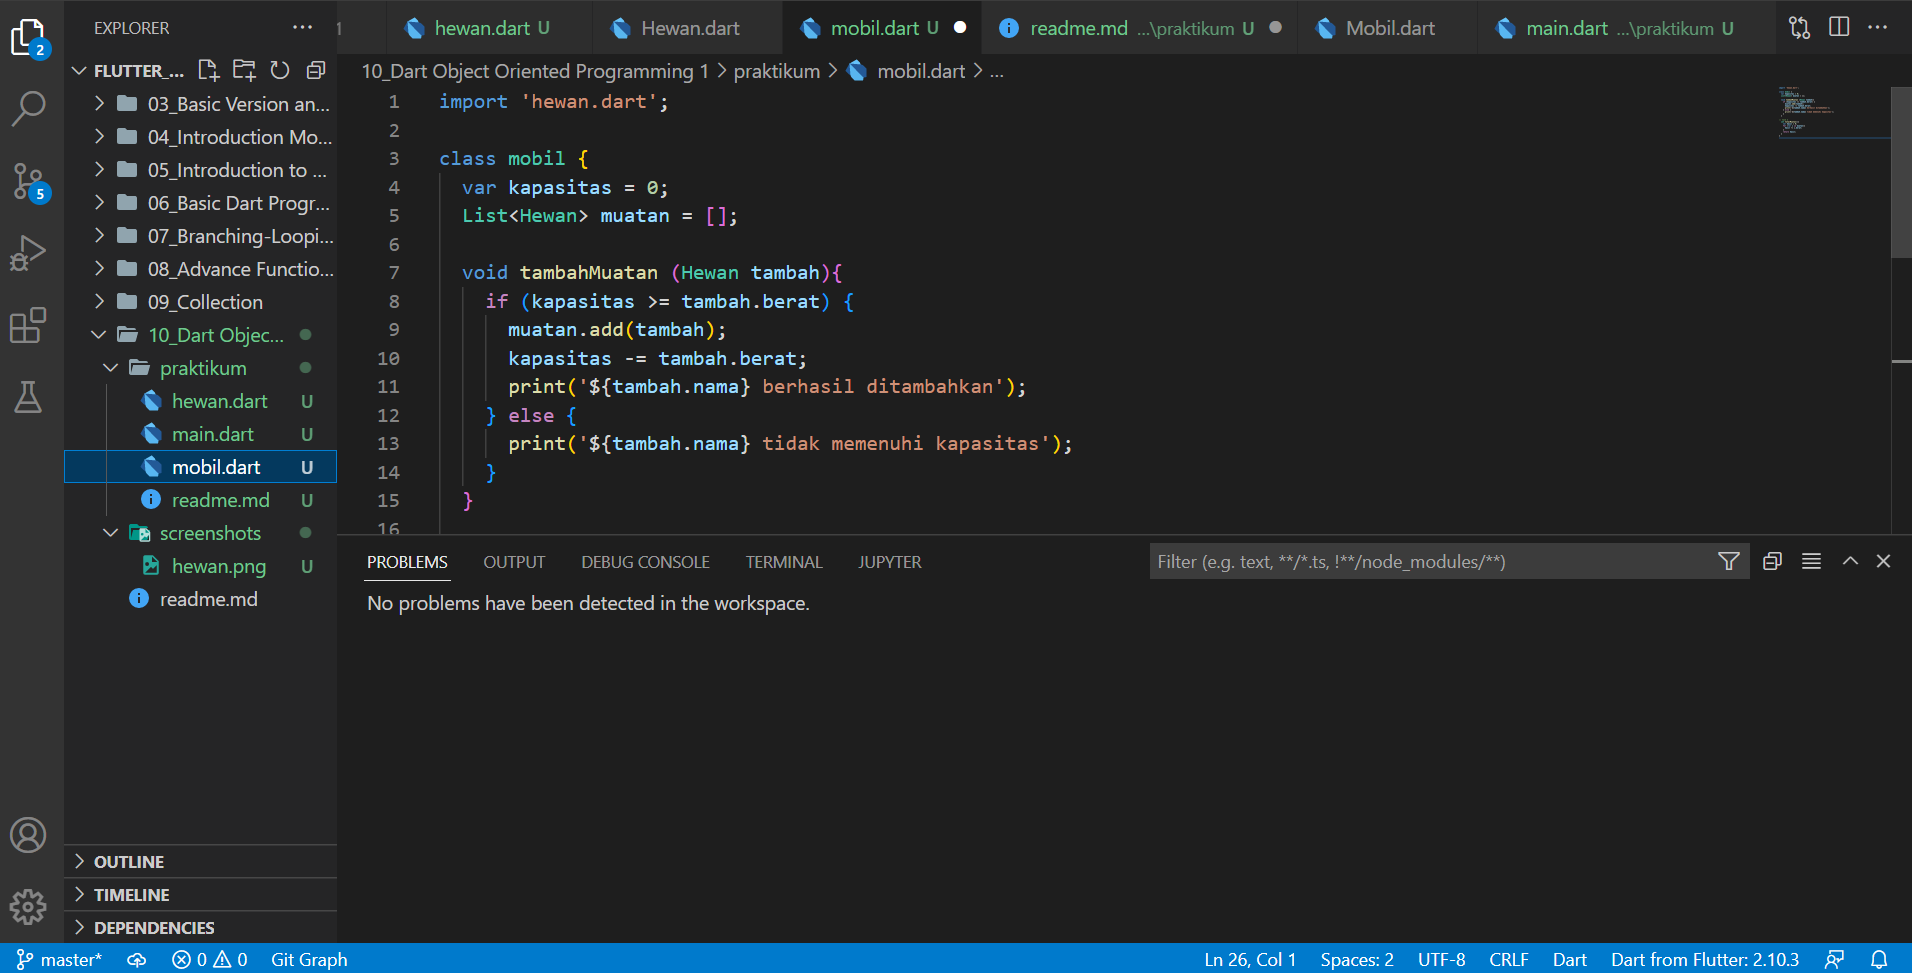 EXPLORER
FLUTTER_...
03_Basic Version an...
04_Introduction Mo...
05_Introduction to ...
06_Basic Dart Progr...
07_Branching-Loopi...
08_Advance Functio...
09_Collection
10_Dart Objec...
praktikum
hewan.dart U
main.dart U
mobil.dart U
readme.md U
screenshots
hewan.png U
readme.md
OUTLINE
TIMELINE
DEPENDENCIES
2
5
hewan.dart U
Hewan.dart
mobil.dart U
readme.md ...\praktikum U
Mobil.dart
main.dart ...\praktikum U
10_Dart Object Oriented Programming 1 > praktikum > mobil.dart > ...
1 import 'hewan.dart';
2
3 class mobil {
4 var kapasitas = 0;
5 List<Hewan> muatan = [];
6
7 void tambahMuatan (Hewan tambah){
8 if (kapasitas >= tambah.berat) {
9 muatan.add(tambah);
10 kapasitas -= tambah.berat;
11 print('${tambah.nama} berhasil ditambahkan');
12 } else {
13 print('${tambah.nama} tidak memenuhi kapasitas');
14 }
15 }
16
PROBLEMS OUTPUT DEBUG CONSOLE TERMINAL JUPYTER
Filter (e.g. text, **/*.ts, !**/node_modules/**)
No problems have been detected in the workspace.
master* 0 0 Git Graph
Ln 26, Col 1 Spaces: 2 UTF-8 CRLF Dart Dart from Flutter: 2.10.3